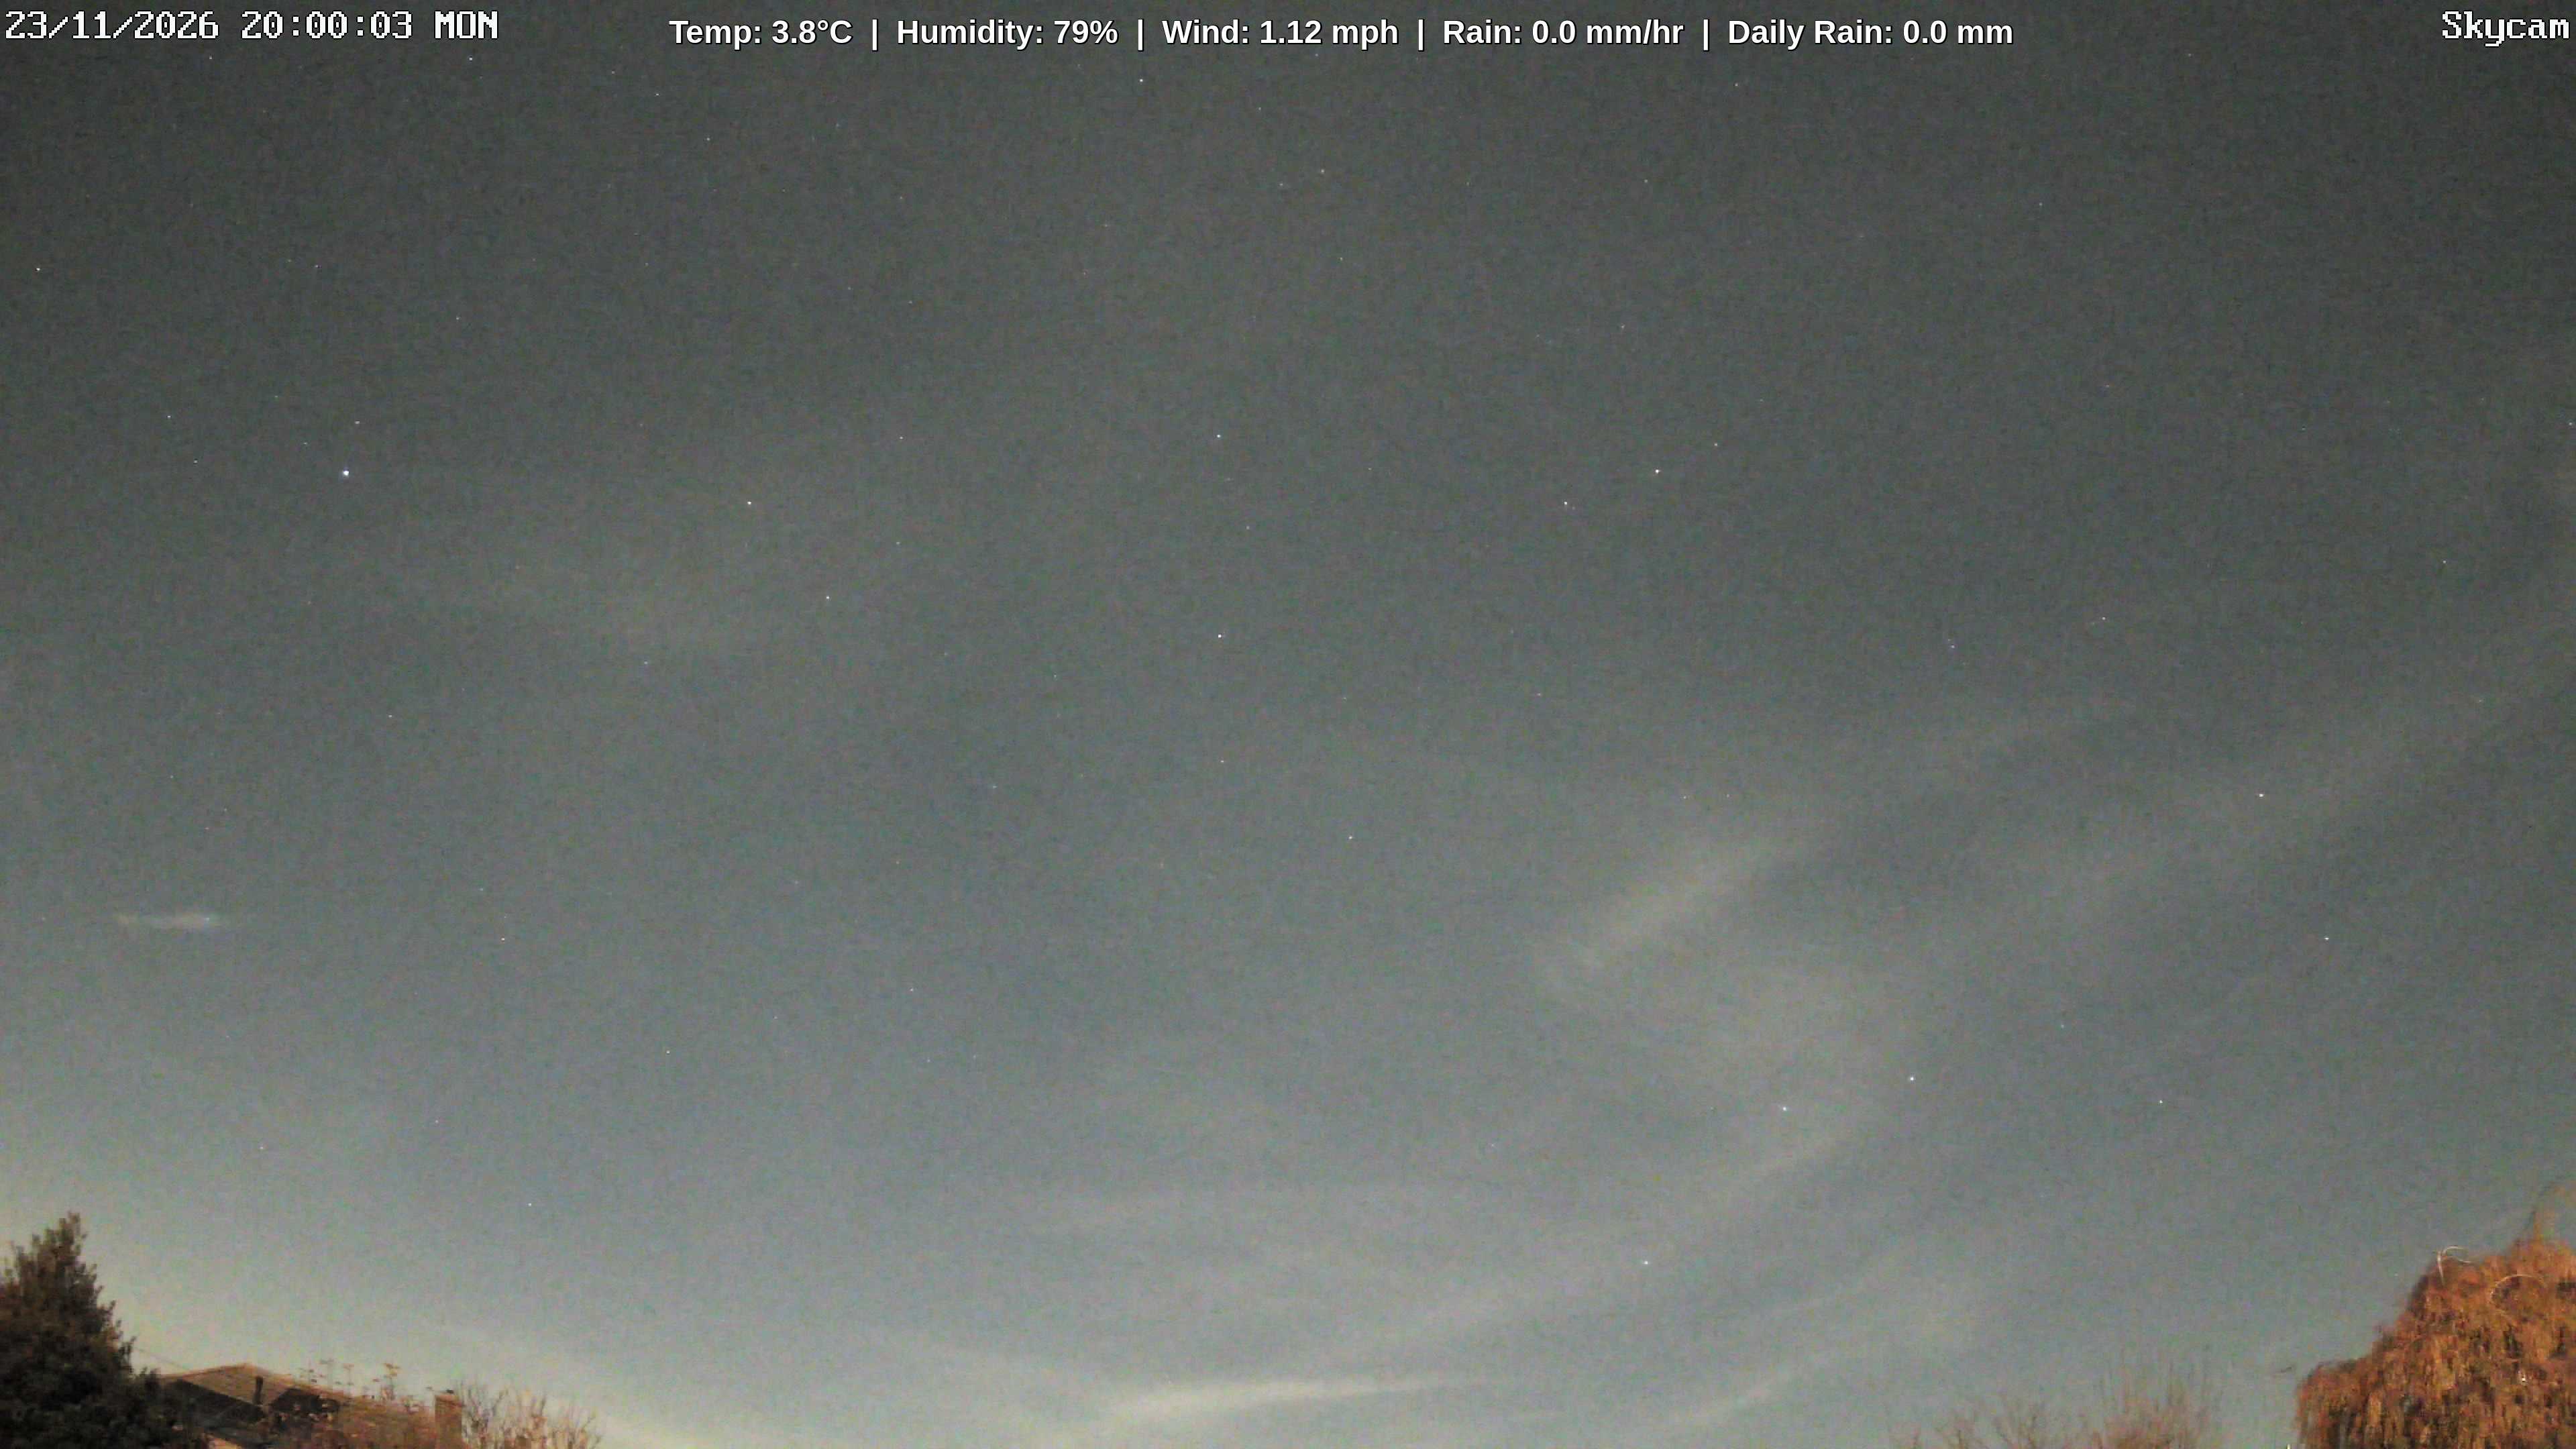 23/11/2026 20:00:03 MON
Temp: 3.8°C | Humidity: 79% | Wind: 1.12 mph | Rain: 0.0 mm/hr | Daily Rain: 0.0 mm
Skycam